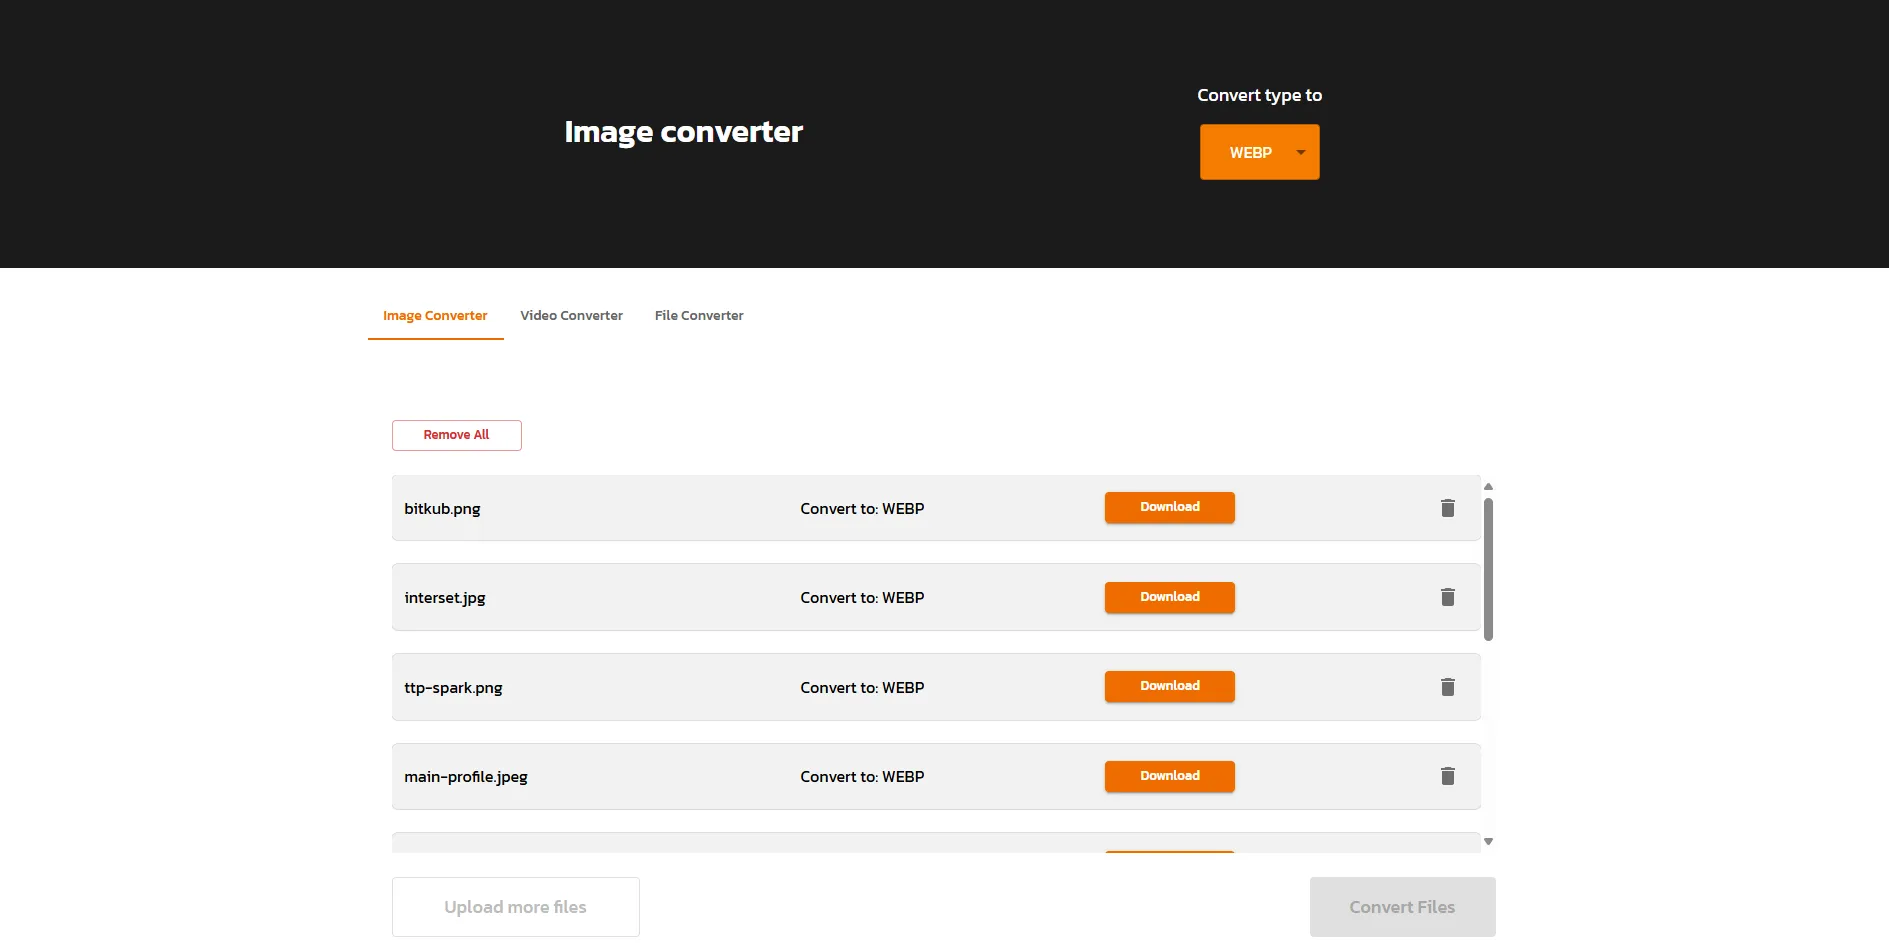 Image converter
Convert type to
WEBP
Image Converter
Video Converter
File Converter
Remove All
bitkub.png
Convert to: WEBP
Download
interset.jpg
Convert to: WEBP
Download
ttp-spark.png
Convert to: WEBP
Download
main-profile.jpeg
Convert to: WEBP
Download
Upload more files
Convert Files